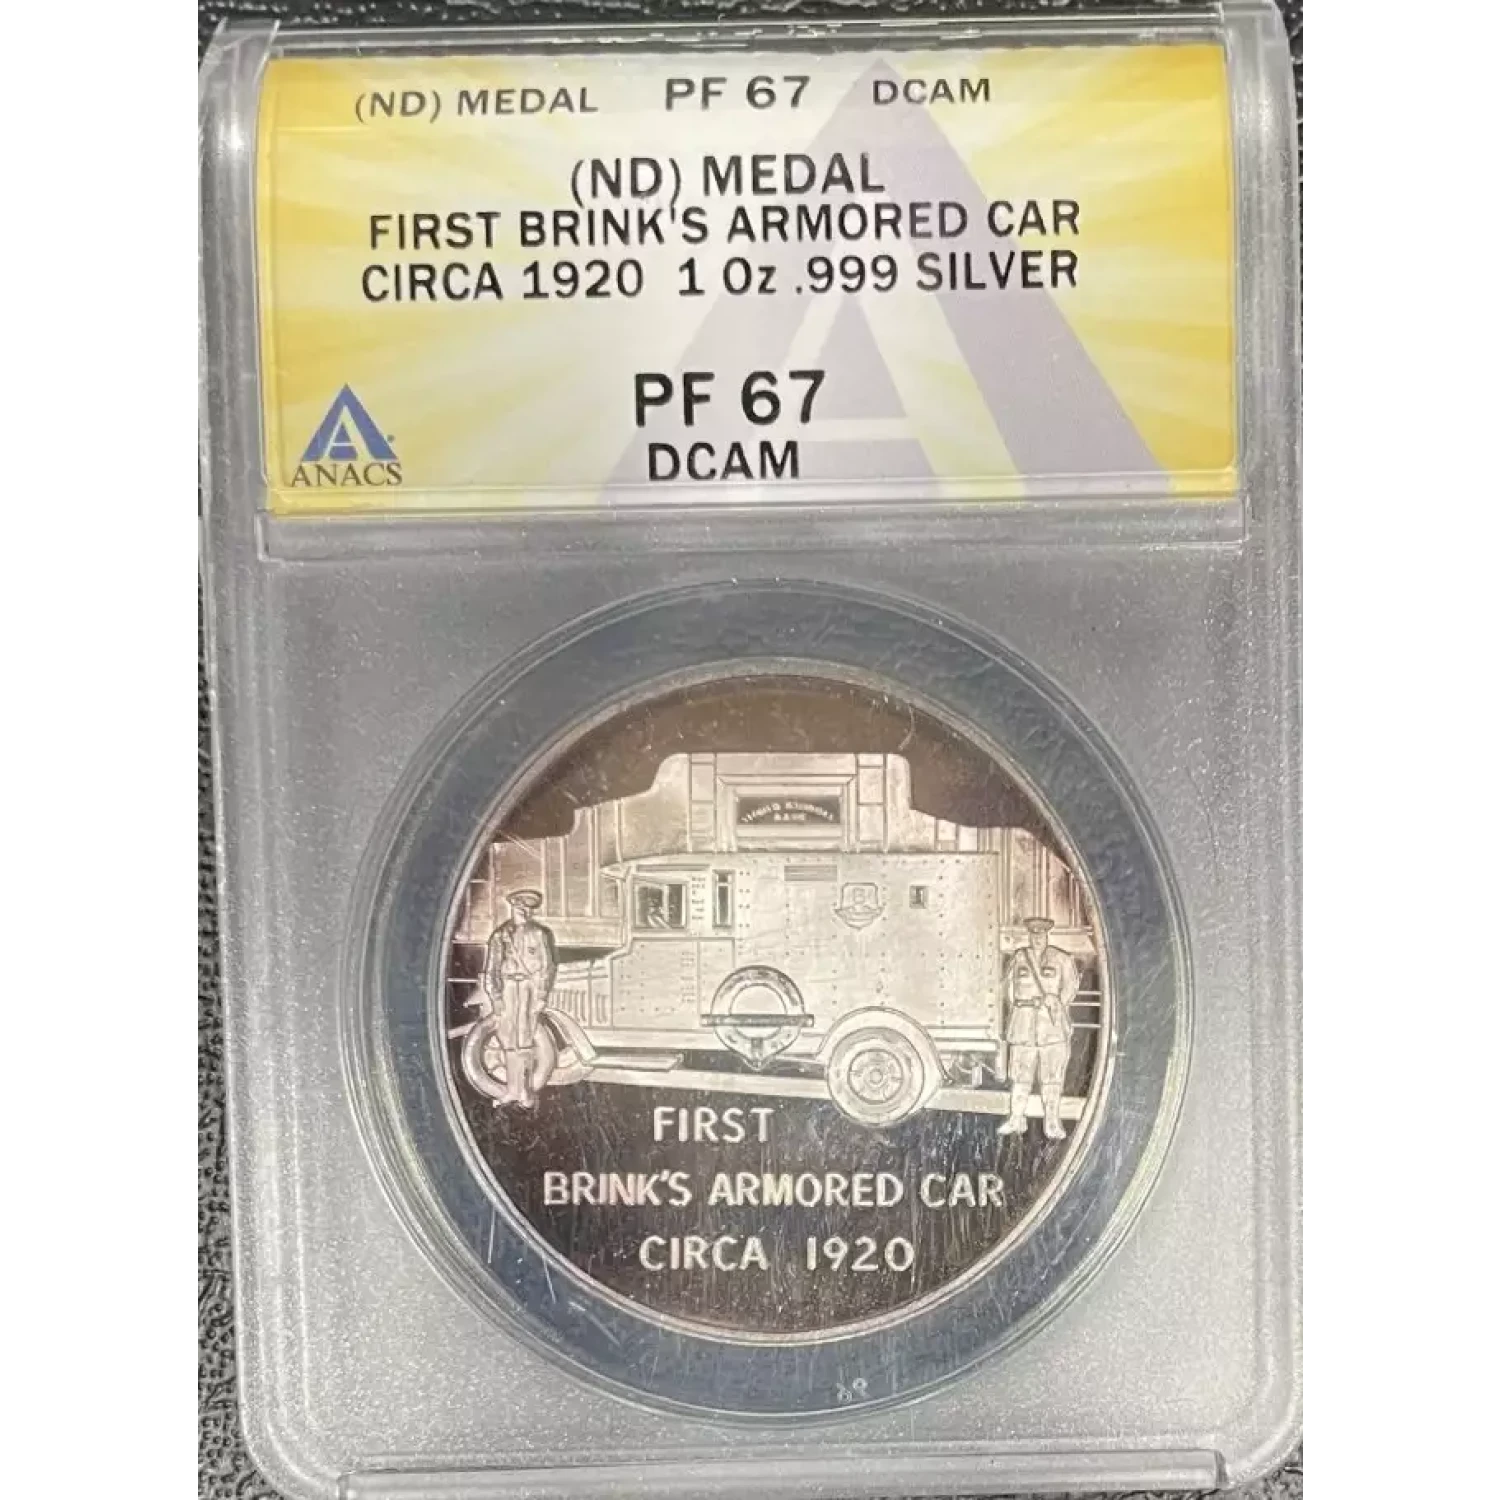 (ND) MEDAL PF 67 DCAM
(ND) MEDAL
FIRST BRINK'S ARMORED CAR
CIRCA 1920 1 Oz .999 SILVER
PF 67
DCAM
ANACS
BANK
B
FIRST
BRINK'S ARMORED CAR
CIRCA 1920